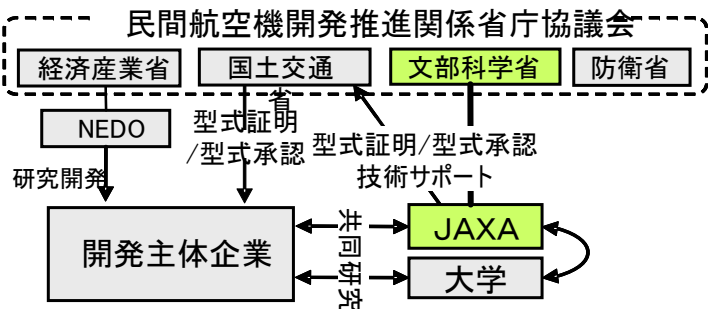 民間航空機開発推進関係省庁協議会
経済産業省
国土交通
省
文部科学省
防衛省
NEDO
型式証明
/型式承認
型式証明/型式承認
技術サポート
研究開発
開発主体企業
共同研究
JAXA
大学